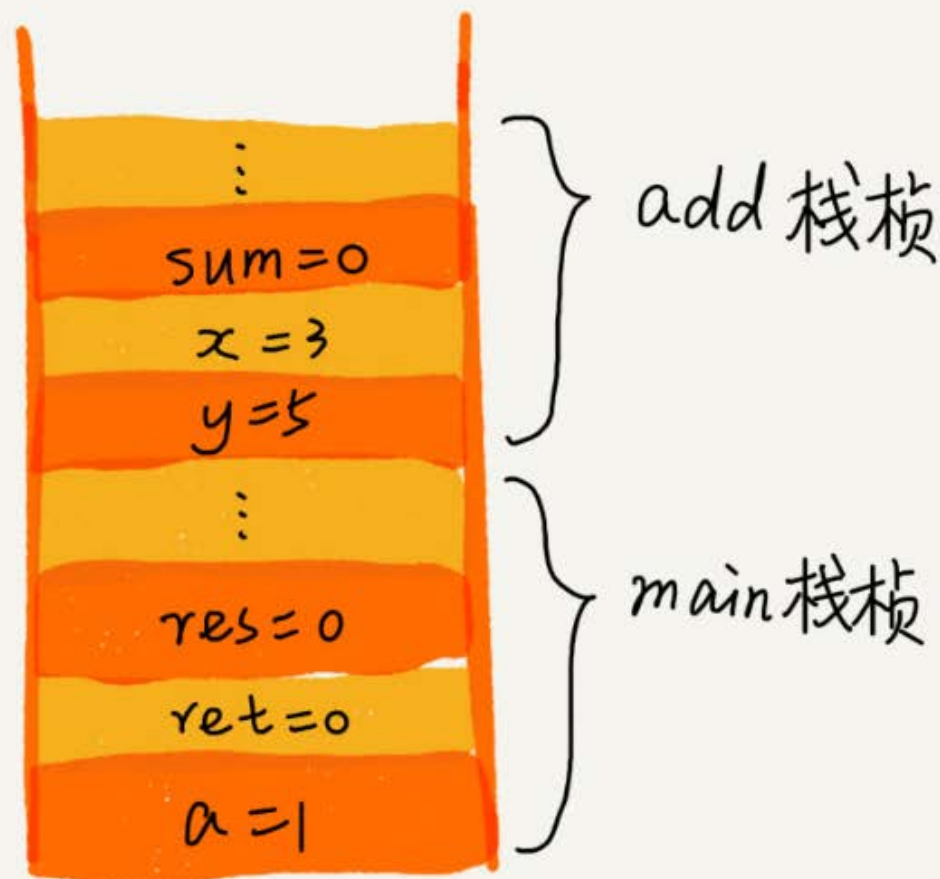 ⋮
sum=0
x=3
y=5
add 栈桢
⋮
res=0
ret=0
a=1
main栈桢